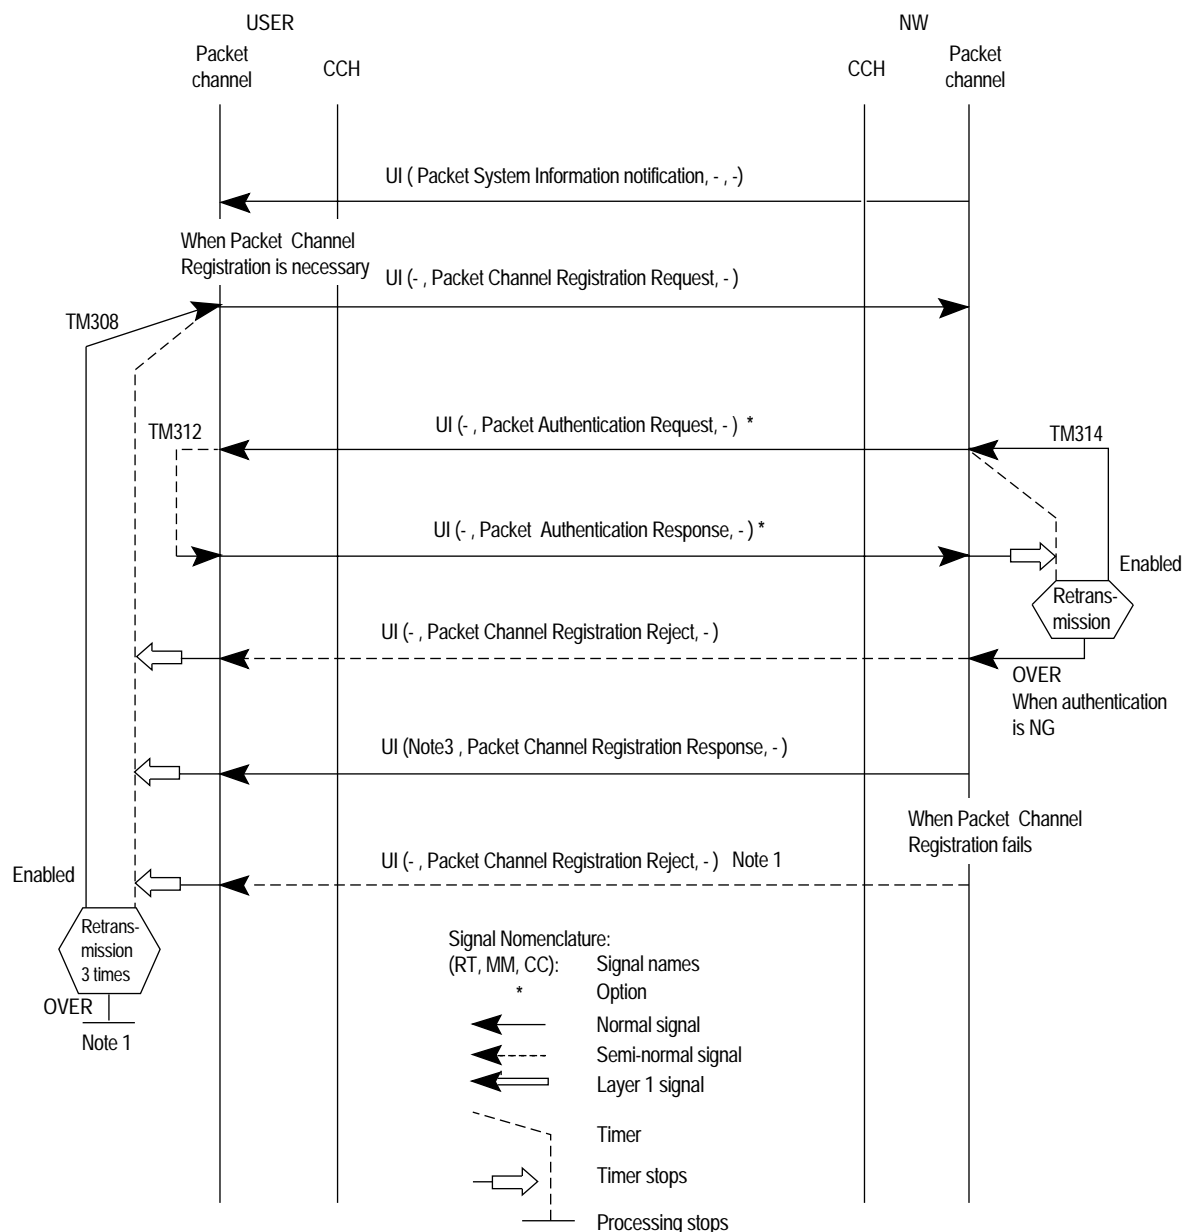 USER
NW
Packet
channel
CCH
CCH
Packet
channel
UI ( Packet System Information notification, - , -)
When Packet Channel
Registration is necessary
UI (- , Packet Channel Registration Request, - )
TM308
UI (- , Packet Authentication Request, - ) *
TM312
TM314
UI (- , Packet Authentication Response, - ) *
Enabled
Retrans-
mission
UI (- , Packet Channel Registration Reject, - )
OVER
When authentication
is NG
UI (Note3 , Packet Channel Registration Response, - )
When Packet Channel
Registration fails
UI (- , Packet Channel Registration Reject, - ) Note 1
Enabled
Retrans-
mission
3 times
OVER
Note 1
Signal Nomenclature:
(RT, MM, CC): Signal names
* Option
Normal signal
Semi-normal signal
Layer 1 signal
Timer
Timer stops
Processing stops